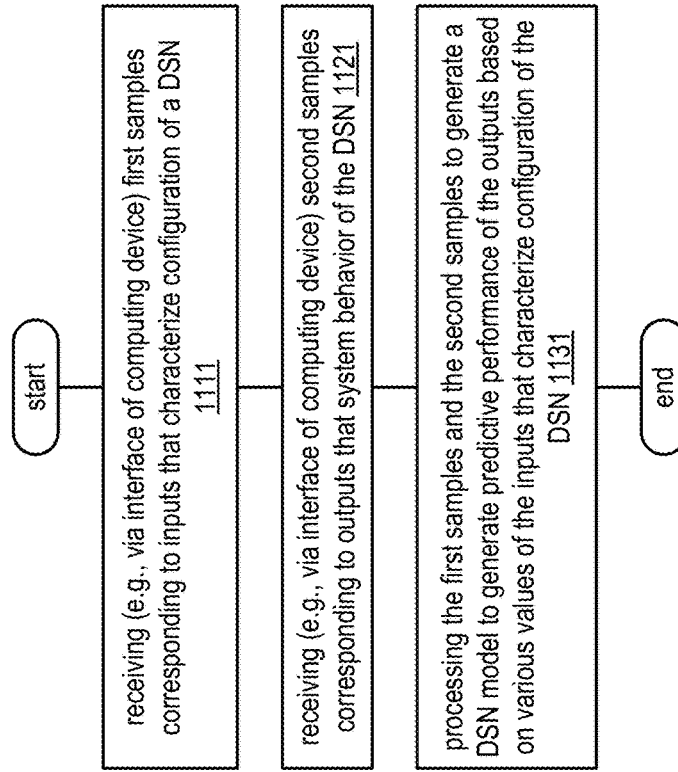 start
receiving (e.g., via interface of computing device) first samples
corresponding to inputs that characterize configuration of a DSN
1111
receiving (e.g., via interface of computing device) second samples
corresponding to outputs that system behavior of the DSN 1121
processing the first samples and the second samples to generate a
DSN model to generate predictive performance of the outputs based
on various values of the inputs that characterize configuration of the
DSN 1131
end